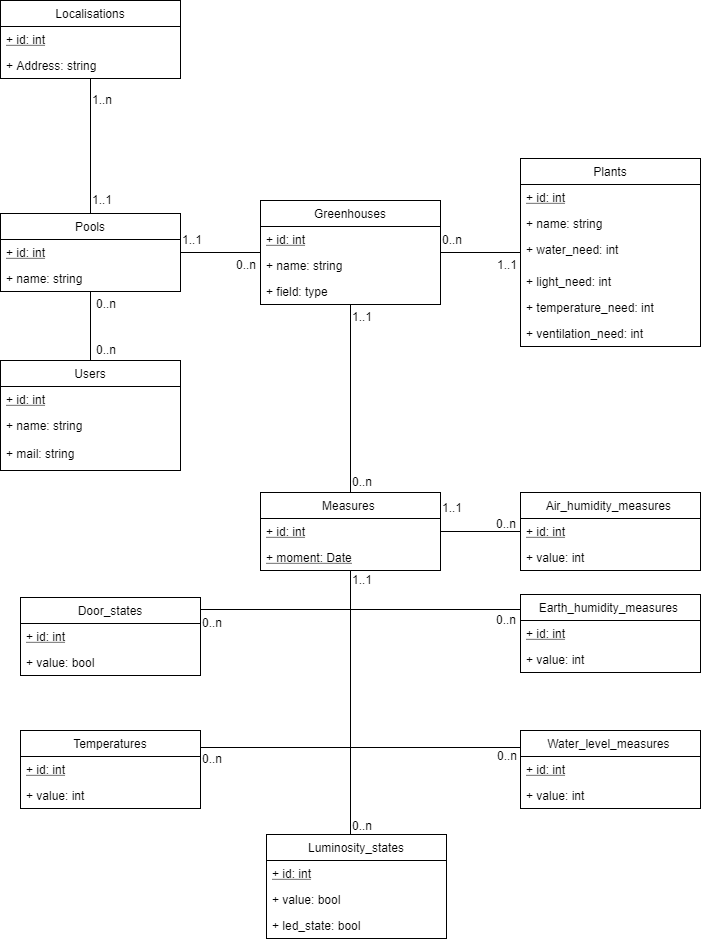 Localisations
+ id: int
+ Address: string
1..n
1..1
Pools
+ id: int
+ name: string
1..1
0..n
Greenhouses
+ id: int
+ name: string
+ field: type
0..n
1..1
Plants
+ id: int
+ name: string
+ water_need: int
+ light_need: int
+ temperature_need: int
+ ventilation_need: int
0..n
0..n
Users
+ id: int
+ name: string
+ mail: string
1..1
0..n
Measures
+ id: int
+ moment: Date
1..1
0..n
Air_humidity_measures
+ id: int
+ value: int
1..1
Door_states
+ id: int
+ value: bool
0..n
0..n
Earth_humidity_measures
+ id: int
+ value: int
Temperatures
+ id: int
+ value: int
0..n
0..n
Water_level_measures
+ id: int
+ value: int
0..n
Luminosity_states
+ id: int
+ value: bool
+ led_state: bool